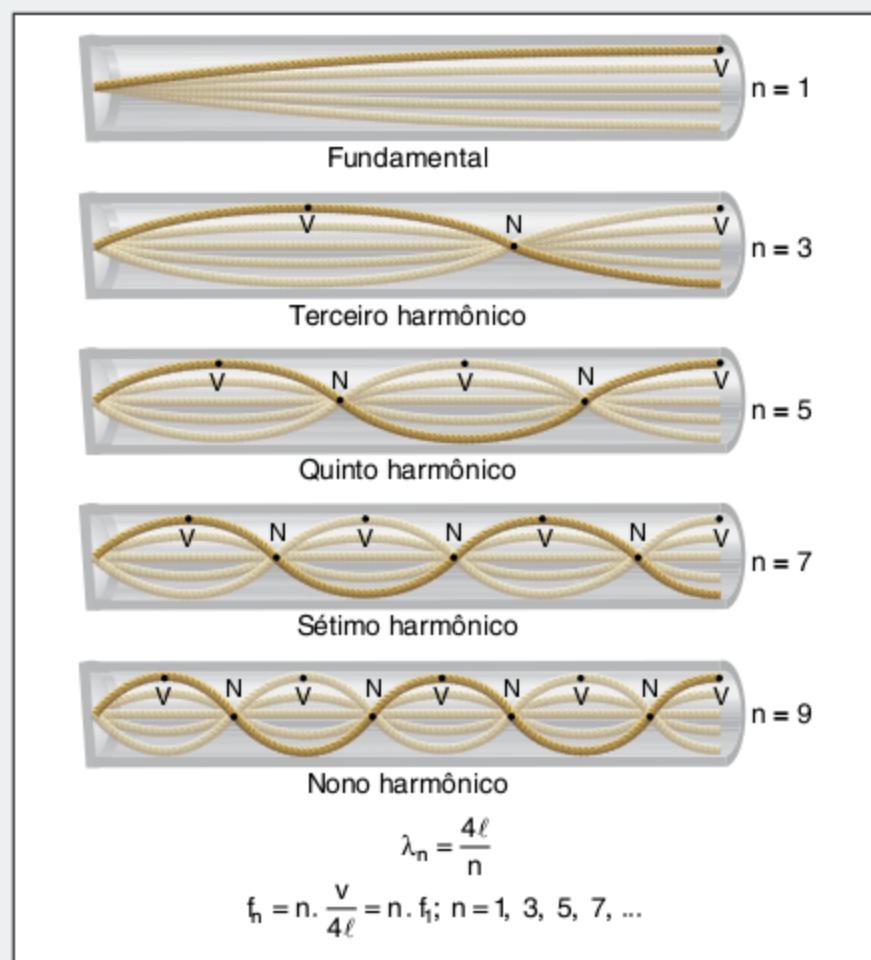 V
n = 1
Fundamental
V N V
n = 3
Terceiro harmônico
V N V N V
n = 5
Quinto harmônico
V N V N V N V
n = 7
Sétimo harmônico
V N V N V N V N V
n = 9
Nono harmônico
λn = 4ℓ/n
fn = n. v/4ℓ = n. f1; n = 1, 3, 5, 7, ...